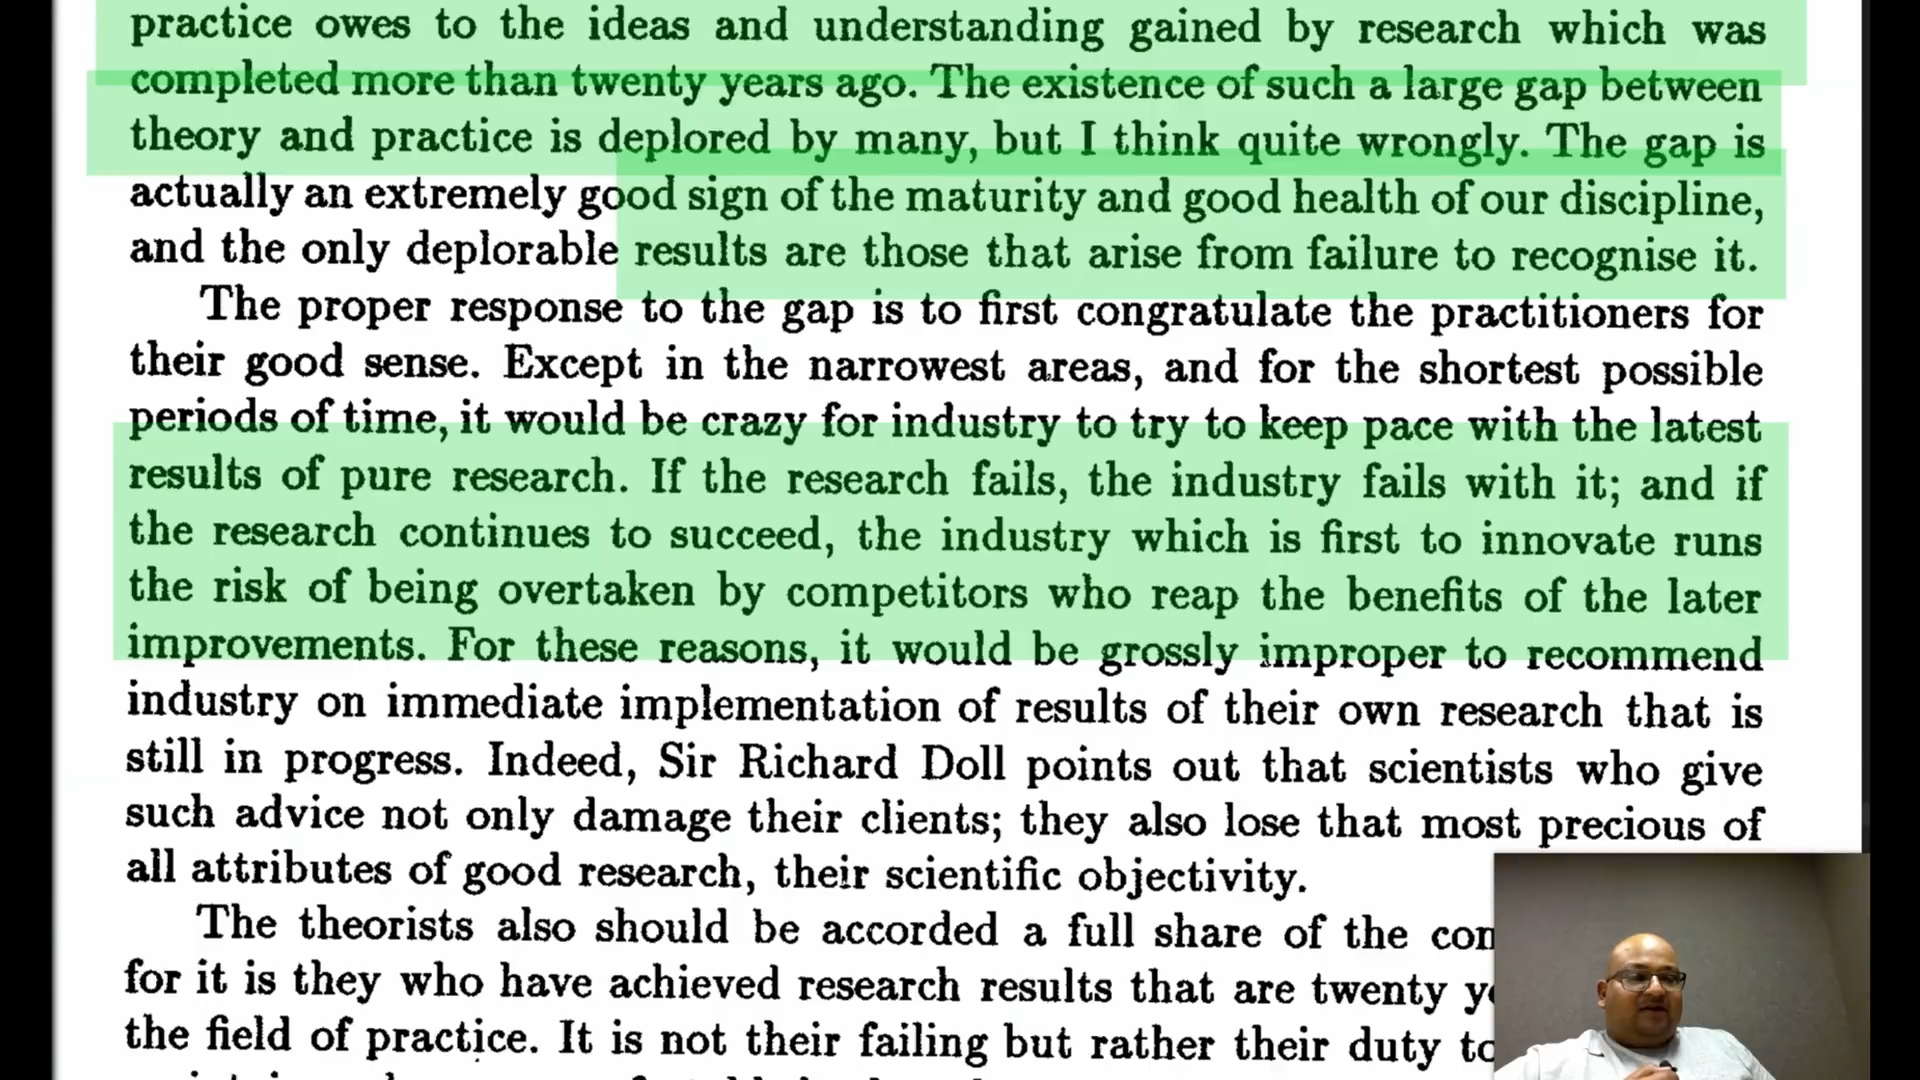 practice owes to the ideas and understanding gained by research which was
completed more than twenty years ago. The existence of such a large gap between
theory and practice is deplored by many, but I think quite wrongly. The gap is
actually an extremely good sign of the maturity and good health of our discipline,
and the only deplorable results are those that arise from failure to recognise it.
The proper response to the gap is to first congratulate the practitioners for
their good sense. Except in the narrowest areas, and for the shortest possible
periods of time, it would be crazy for industry to try to keep pace with the latest
results of pure research. If the research fails, the industry fails with it; and if
the research continues to succeed, the industry which is first to innovate runs
the risk of being overtaken by competitors who reap the benefits of the later
improvements. For these reasons, it would be grossly improper to recommend
industry on immediate implementation of results of their own research that is
still in progress. Indeed, Sir Richard Doll points out that scientists who give
such advice not only damage their clients; they also lose that most precious of
all attributes of good research, their scientific objectivity.
The theorists also should be accorded a full share of the
for it is they who have achieved research results that are twenty
the field of practice. It is not their failing but rather their duty